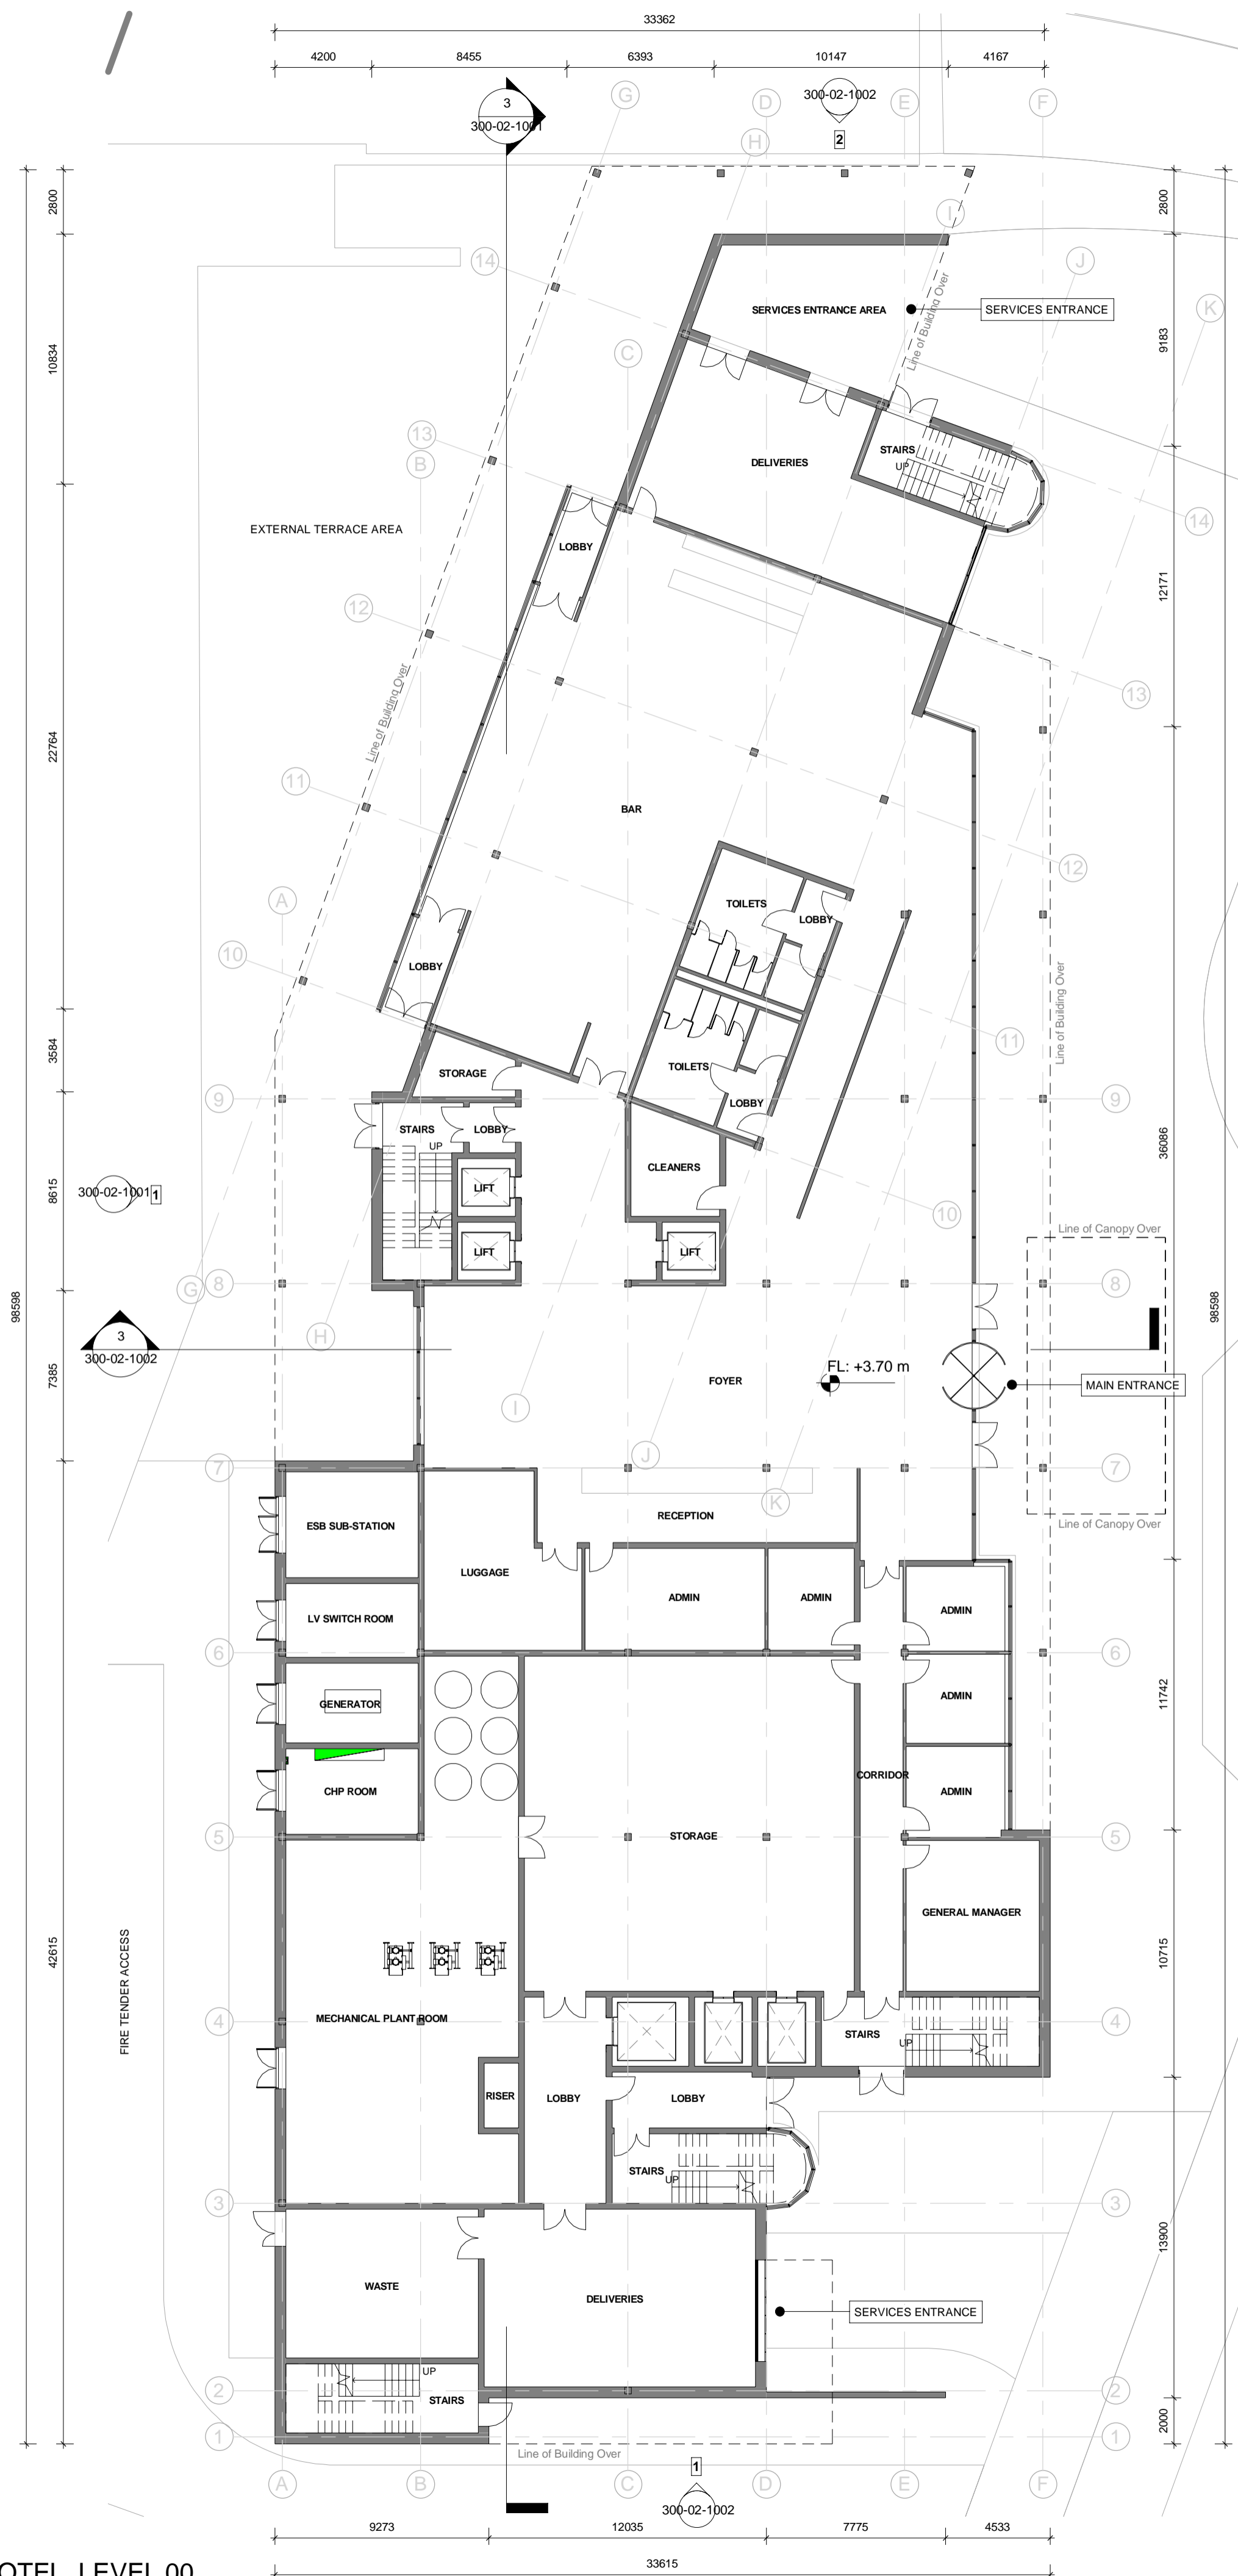 33362
4200
8455
6393
10147
4167
3
300-02-1001
300-02-1002
2
G
D
E
F
H
I
J
K
14
13
C
B
2800
10834
22764
3584
8615
7385
42615
98598
2800
9183
12171
36086
11742
10715
13900
2000
98598
Line of Building Over
SERVICES ENTRANCE AREA
SERVICES ENTRANCE
DELIVERIES
STAIRS
UP
14
EXTERNAL TERRACE AREA
LOBBY
12
13
Line of Building Over
11
BAR
12
A
TOILETS
LOBBY
10
LOBBY
Line of Building Over
11
STORAGE
TOILETS
LOBBY
9
9
STAIRS
UP
LOBBY
CLEANERS
300-02-1001
1
LIFT
10
Line of Canopy Over
LIFT
LIFT
G
8
8
H
3
300-02-1002
FL: +3.70 m
FOYER
MAIN ENTRANCE
I
J
7
7
K
RECEPTION
Line of Canopy Over
ESB SUB-STATION
LUGGAGE
ADMIN
ADMIN
ADMIN
LV SWITCH ROOM
6
6
GENERATOR
ADMIN
CHP ROOM
CORRIDOR
ADMIN
5
STORAGE
5
GENERAL MANAGER
FIRE TENDER ACCESS
MECHANICAL PLANT ROOM
4
4
STAIRS
UP
RISER
LOBBY
LOBBY
STAIRS
UP
3
3
WASTE
DELIVERIES
SERVICES ENTRANCE
UP
STAIRS
2
2
1
1
Line of Building Over
1
300-02-1002
A
B
C
D
E
F
9273
12035
7775
4533
33615
LEVEL 00